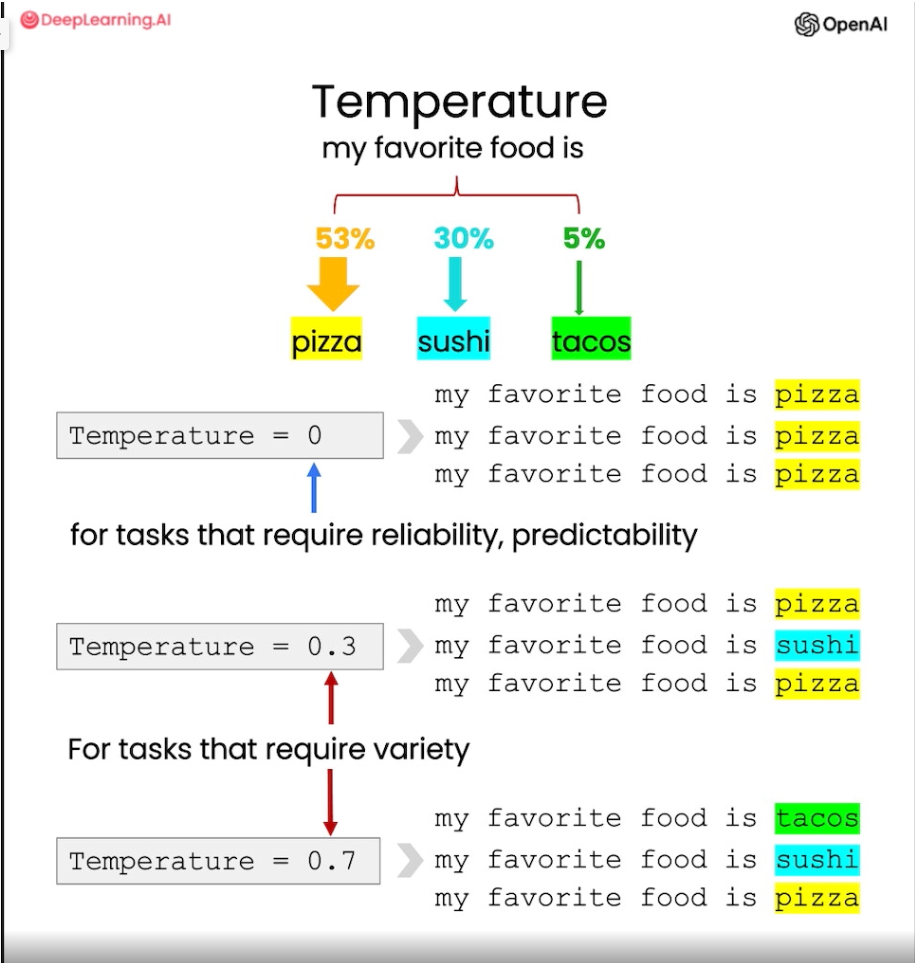 DeepLearning.AI
OpenAI
Temperature
my favorite food is
53% 30% 5%
pizza sushi tacos
my favorite food is pizza
Temperature = 0 my favorite food is pizza
my favorite food is pizza
for tasks that require reliability, predictability
my favorite food is pizza
Temperature = 0.3 my favorite food is sushi
my favorite food is pizza
For tasks that require variety
my favorite food is tacos
Temperature = 0.7 my favorite food is sushi
my favorite food is pizza